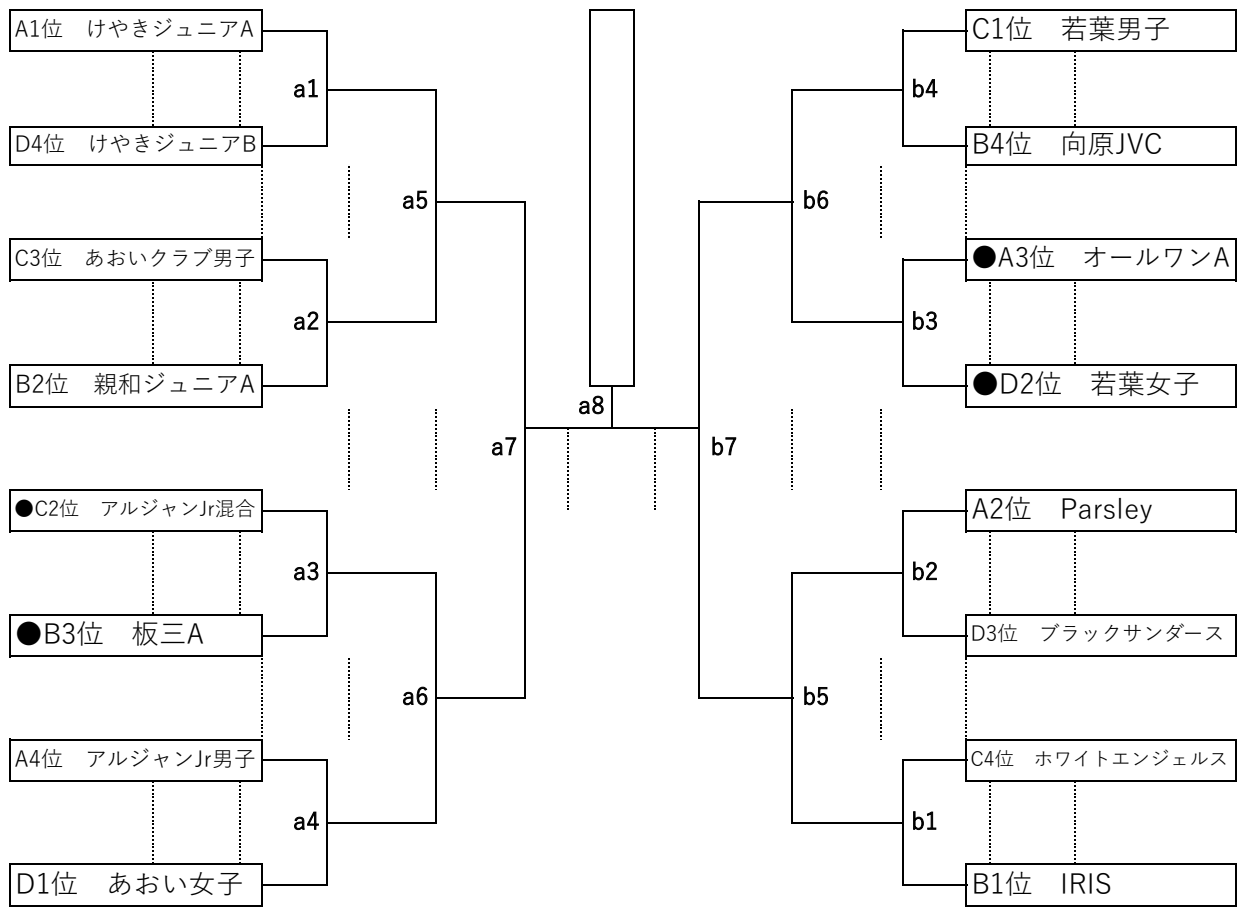 A1位　けやきジュニアA
a1
D4位　けやきジュニアB
a5
C3位　あおいクラブ男子
a2
B2位　親和ジュニアA
a7
●C2位　アルジャンJr混合
a3
●B3位　板三A
a6
A4位　アルジャンJr男子
a4
D1位　あおい女子
a8
C1位　若葉男子
b4
B4位　向原JVC
b6
●A3位　オールワンA
b3
●D2位　若葉女子
b7
A2位　Parsley
b2
D3位　ブラックサンダース
b5
C4位　ホワイトエンジェルス
b1
B1位　IRIS